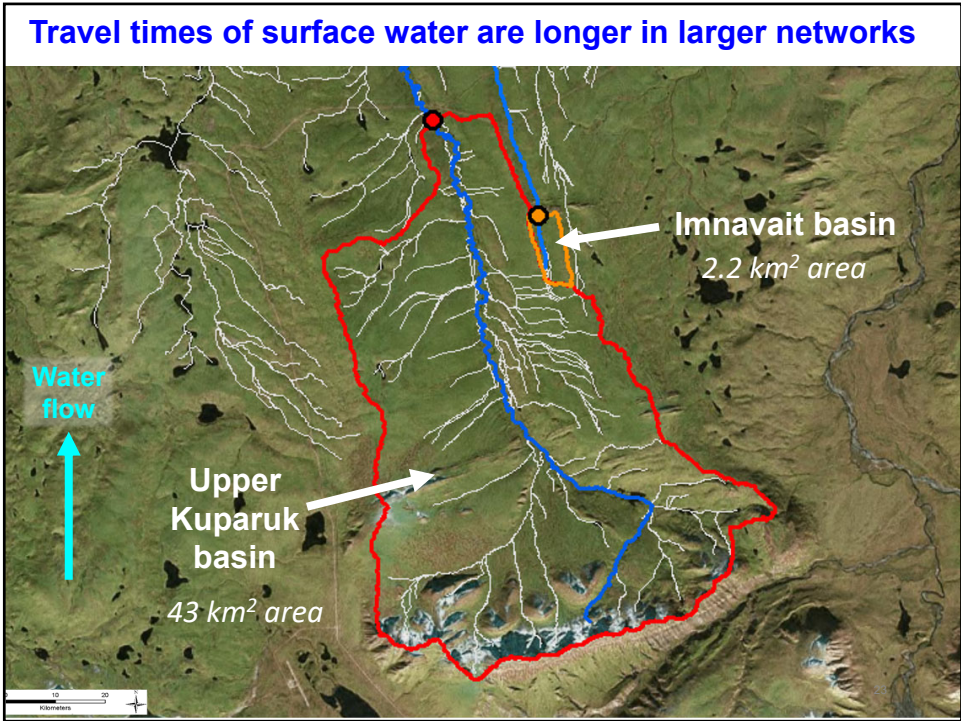 Travel times of surface water are longer in larger networks
Imnavait basin
2.2 km² area
Water
flow
Upper
Kuparuk
basin
43 km² area
0 10 20
Kilometers
N